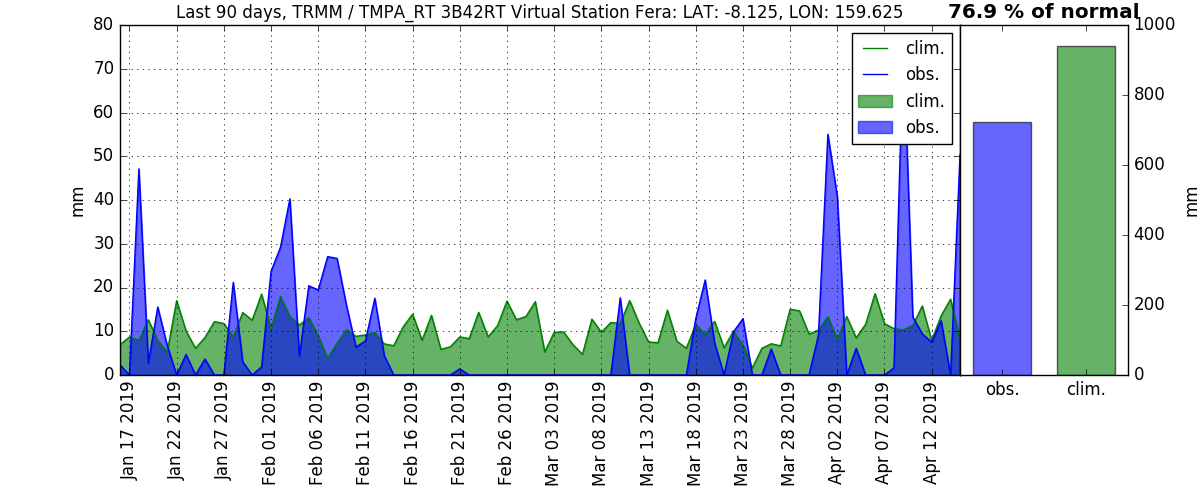 Last 90 days, TRMM / TMPA_RT 3B42RT Virtual Station Fera: LAT: -8.125, LON: 159.625
76.9 % of normal
80
70
60
50
40
30
20
10
0
mm
clim.
obs.
clim.
obs.
1000
800
600
400
200
0
mm
obs.
clim.
Jan 17 2019
Jan 22 2019
Jan 27 2019
Feb 01 2019
Feb 06 2019
Feb 11 2019
Feb 16 2019
Feb 21 2019
Feb 26 2019
Mar 03 2019
Mar 08 2019
Mar 13 2019
Mar 18 2019
Mar 23 2019
Mar 28 2019
Apr 02 2019
Apr 07 2019
Apr 12 2019